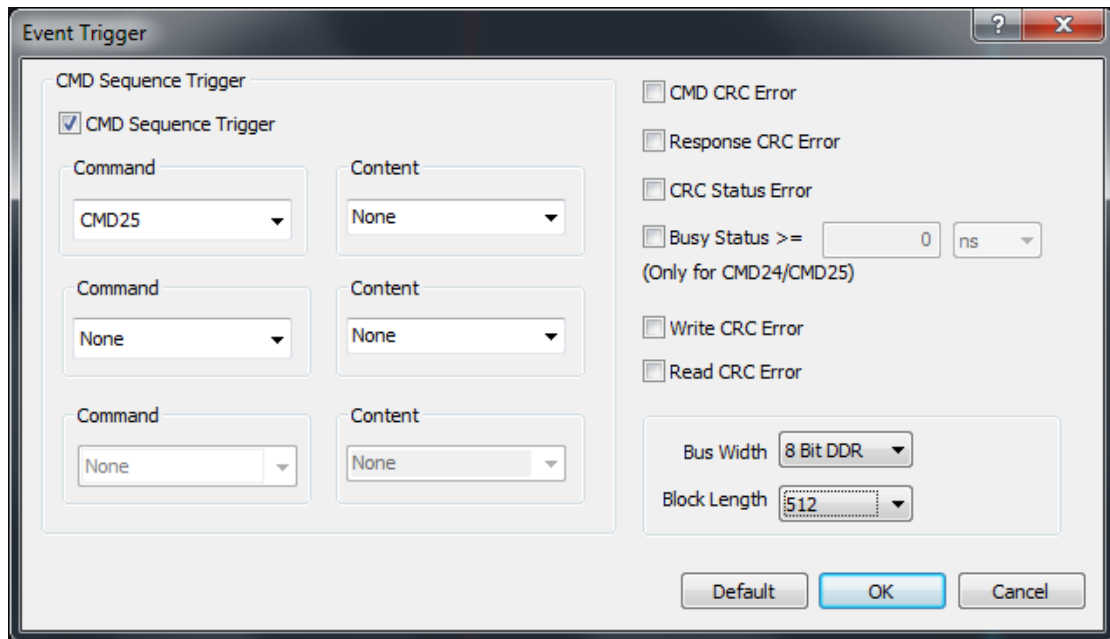 Event Trigger
?
X
CMD Sequence Trigger
CMD Sequence Trigger
Command
Content
CMD25
None
Command
Content
None
None
Command
Content
None
None
CMD CRC Error
Response CRC Error
CRC Status Error
Busy Status >= 0 ns
(Only for CMD24/CMD25)
Write CRC Error
Read CRC Error
Bus Width 8 Bit DDR
Block Length 512
Default OK Cancel